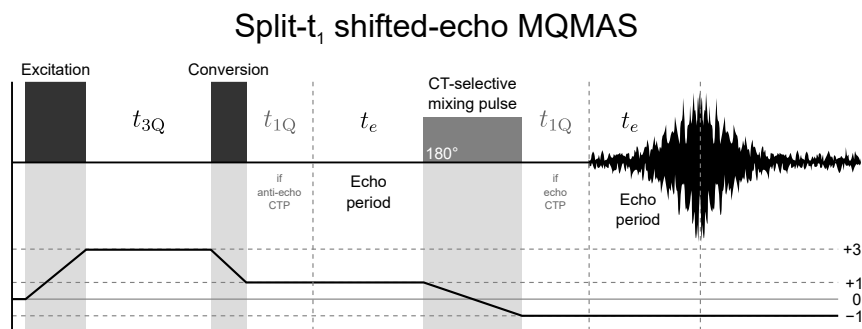 Split-t₁ shifted-echo MQMAS
Excitation
Conversion
CT-selective
mixing pulse
t3Q
t1Q
te
180°
t1Q
te
if
anti-echo
CTP
Echo
period
if
echo
CTP
Echo
period
+3
+1
0
−1